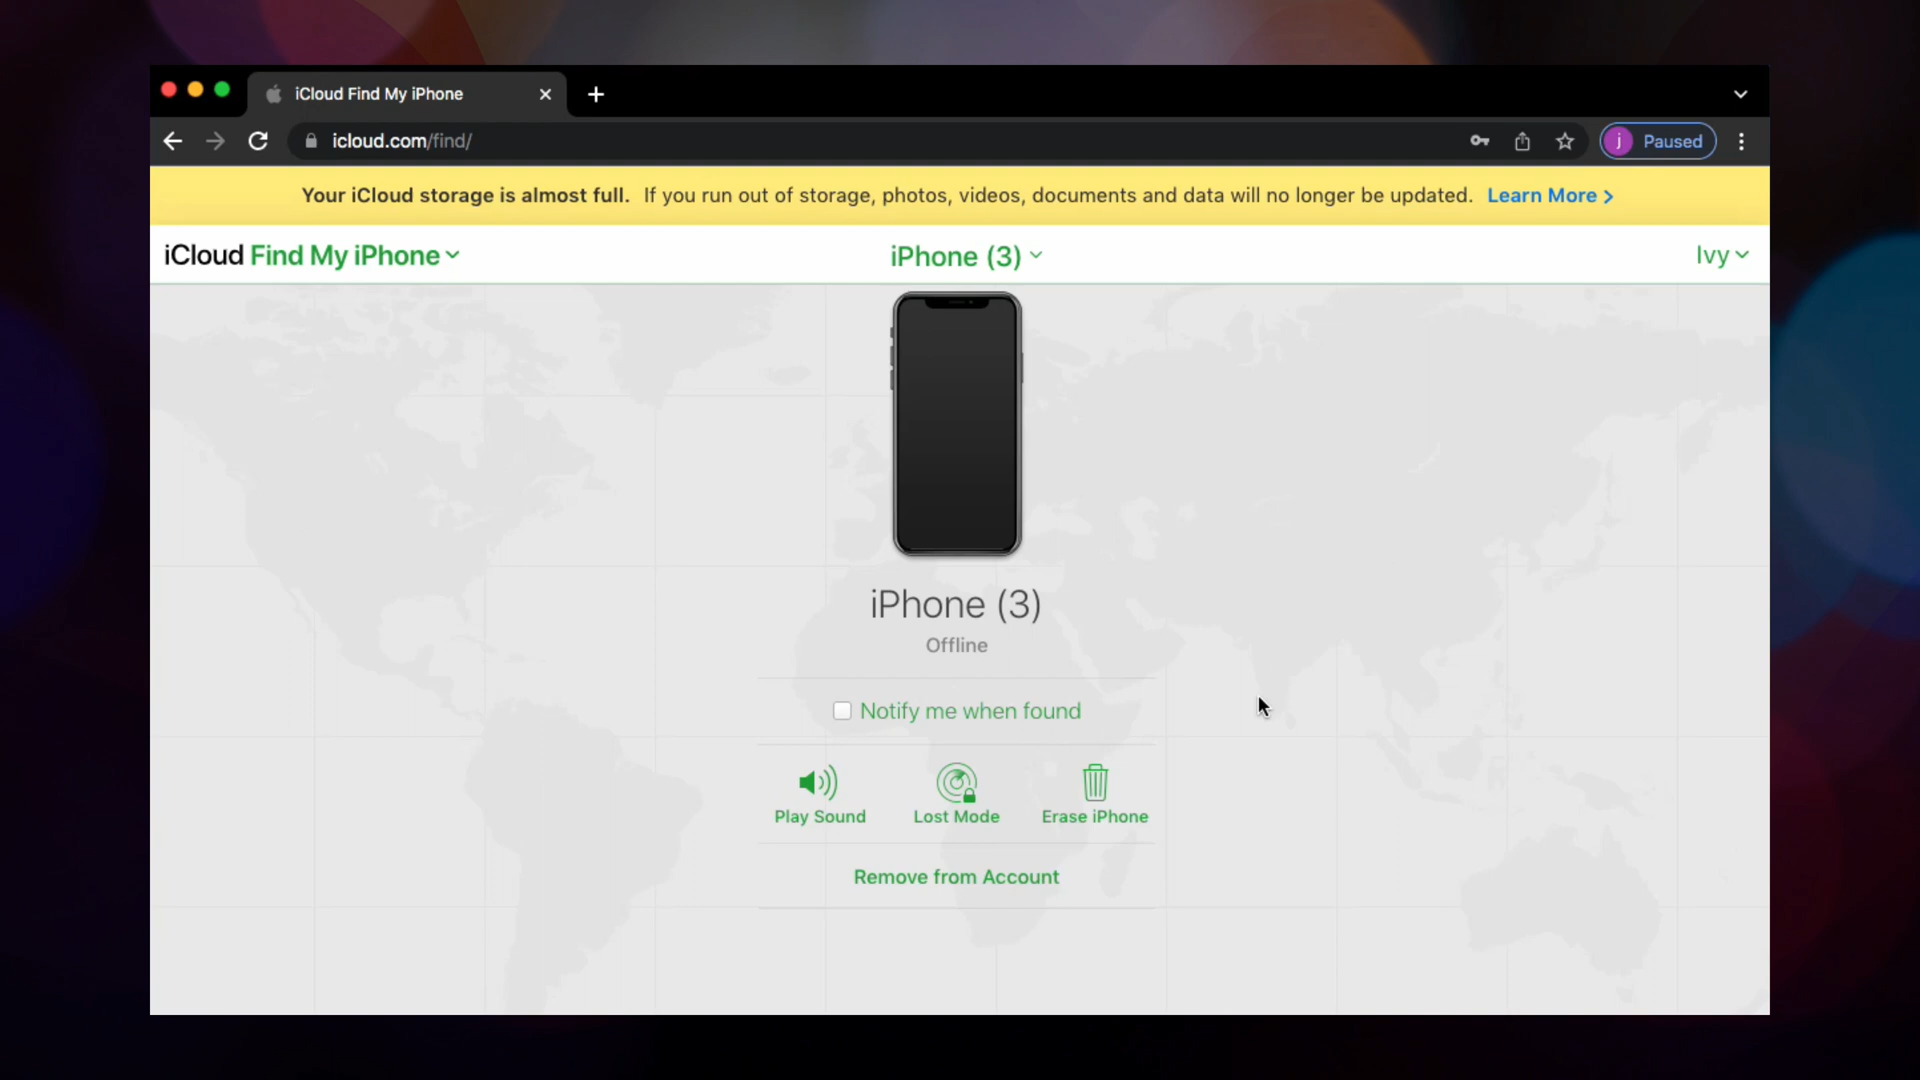 iCloud Find My iPhone
icloud.com/find/
j Paused
Your iCloud storage is almost full. If you run out of storage, photos, videos, documents and data will no longer be updated. Learn More >
iCloud Find My iPhone
iPhone (3)
Ivy
iPhone (3)
Offline
Notify me when found
Play Sound
Lost Mode
Erase iPhone
Remove from Account